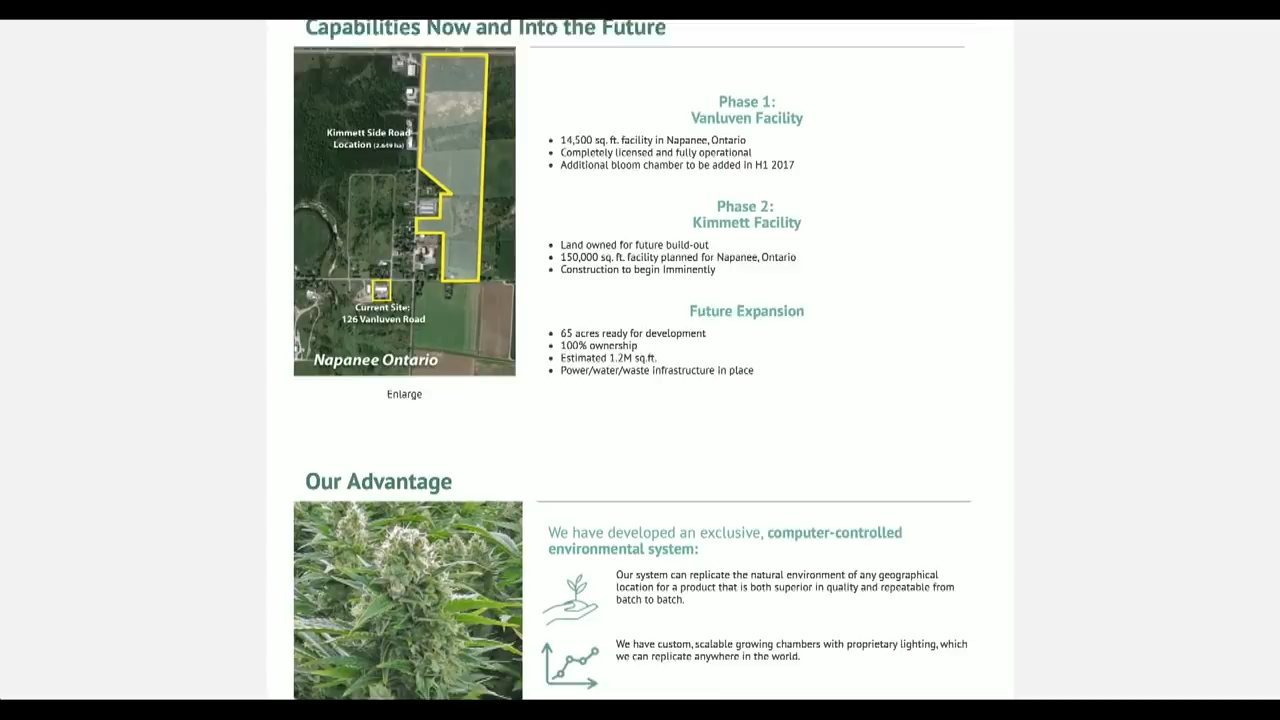 Capabilities Now and Into the Future
Kimmett Side Road
Location (2.649 ha)
Current Site:
126 Vanluven Road
Napanee Ontario
Enlarge
Phase 1:
Vanluven Facility
14,500 sq. ft. facility in Napanee, Ontario
Completely licensed and fully operational
Additional bloom chamber to be added in H1 2017
Phase 2:
Kimmett Facility
Land owned for future build-out
150,000 sq. ft. facility planned for Napanee, Ontario
Construction to begin Imminently
Future Expansion
65 acres ready for development
100% ownership
Estimated 1.2M sq.ft.
Power/water/waste infrastructure in place
Our Advantage
We have developed an exclusive, computer-controlled
environmental system:
Our system can replicate the natural environment of any geographical
location for a product that is both superior in quality and repeatable from
batch to batch.
We have custom, scalable growing chambers with proprietary lighting, which
we can replicate anywhere in the world.